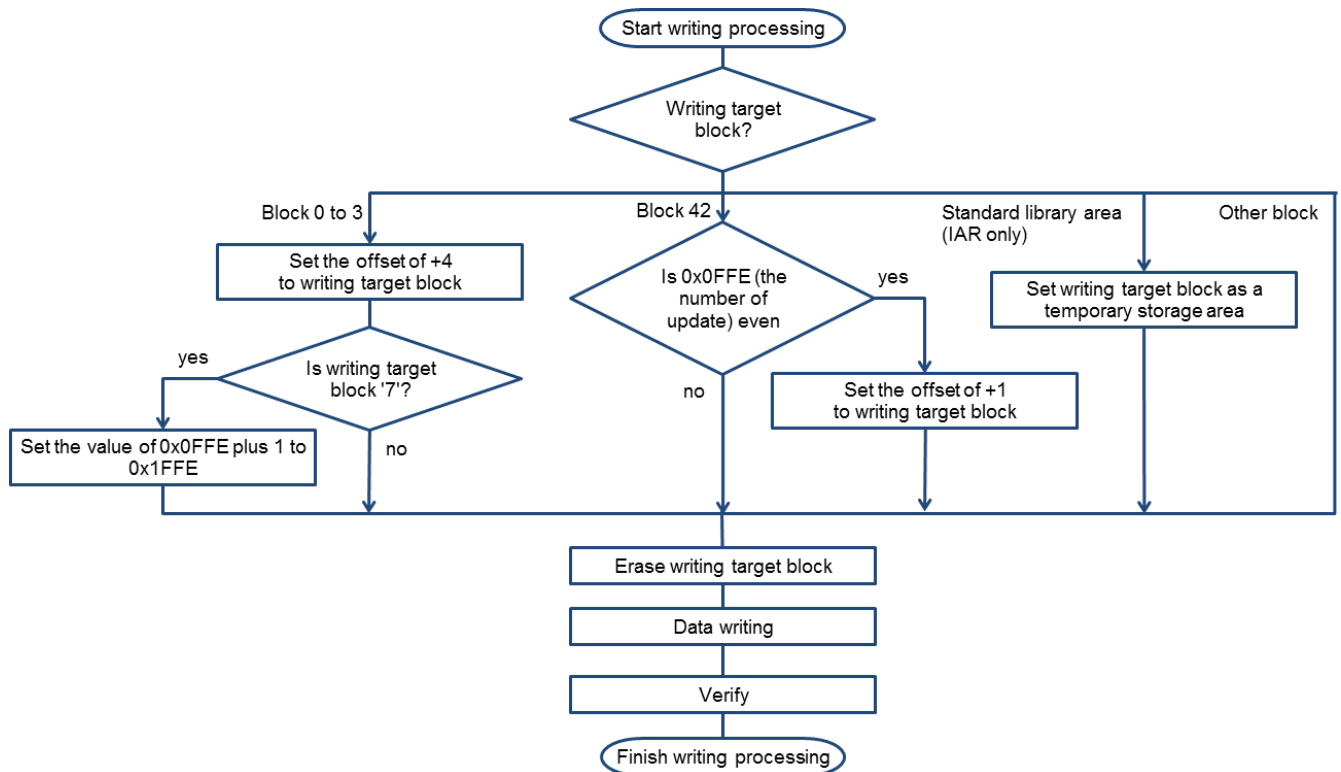 Start writing processing
Writing target
block?
Block 0 to 3
Block 42
Standard library area
(IAR only)
Other block
Set the offset of +4
to writing target block
Is 0x0FFE (the
number of
update) even
yes
Set writing target block as a
temporary storage area
yes
Is writing target
block '7'?
no
Set the offset of +1
to writing target block
Set the value of 0x0FFE plus 1 to
0x1FFE
no
Erase writing target block
Data writing
Verify
Finish writing processing